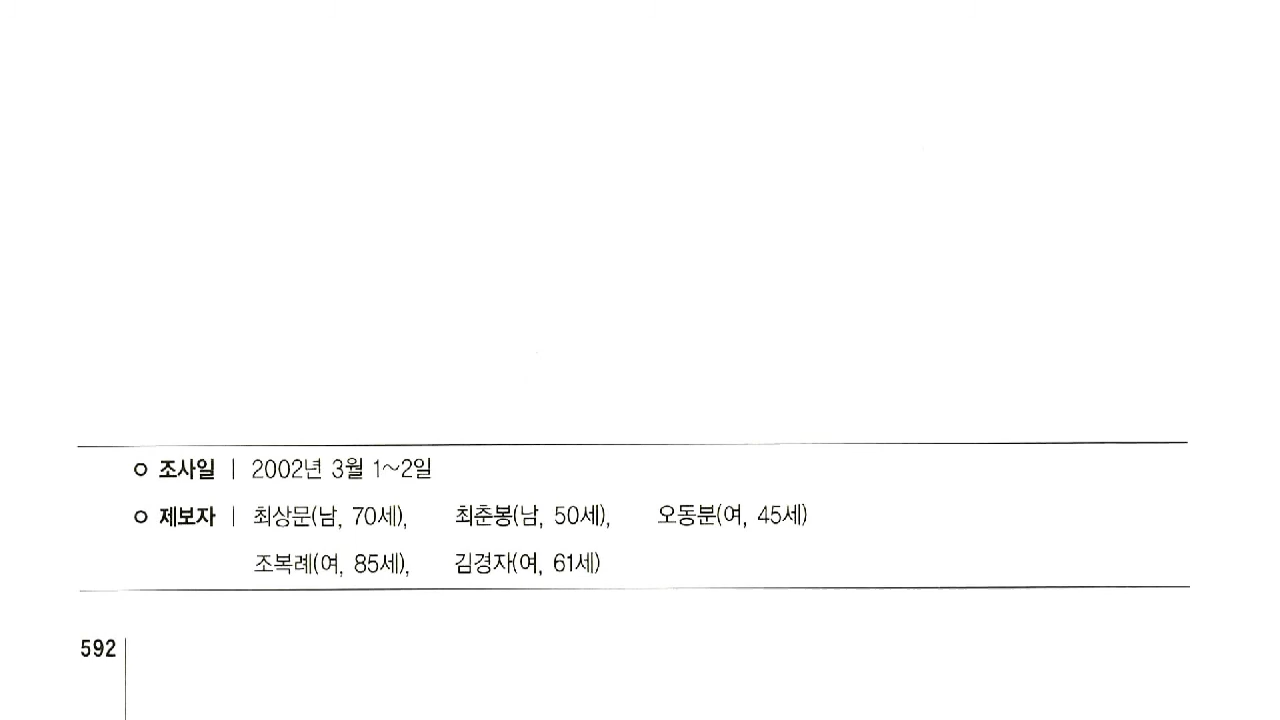 ㅇ 조사일 | 2002년 3월 1~2일
ㅇ 제보자 | 최상문(남, 70세), 최춘봉(남, 50세), 오동분(여, 45세)
조복례(여, 85세), 김경자(여, 61세)
592